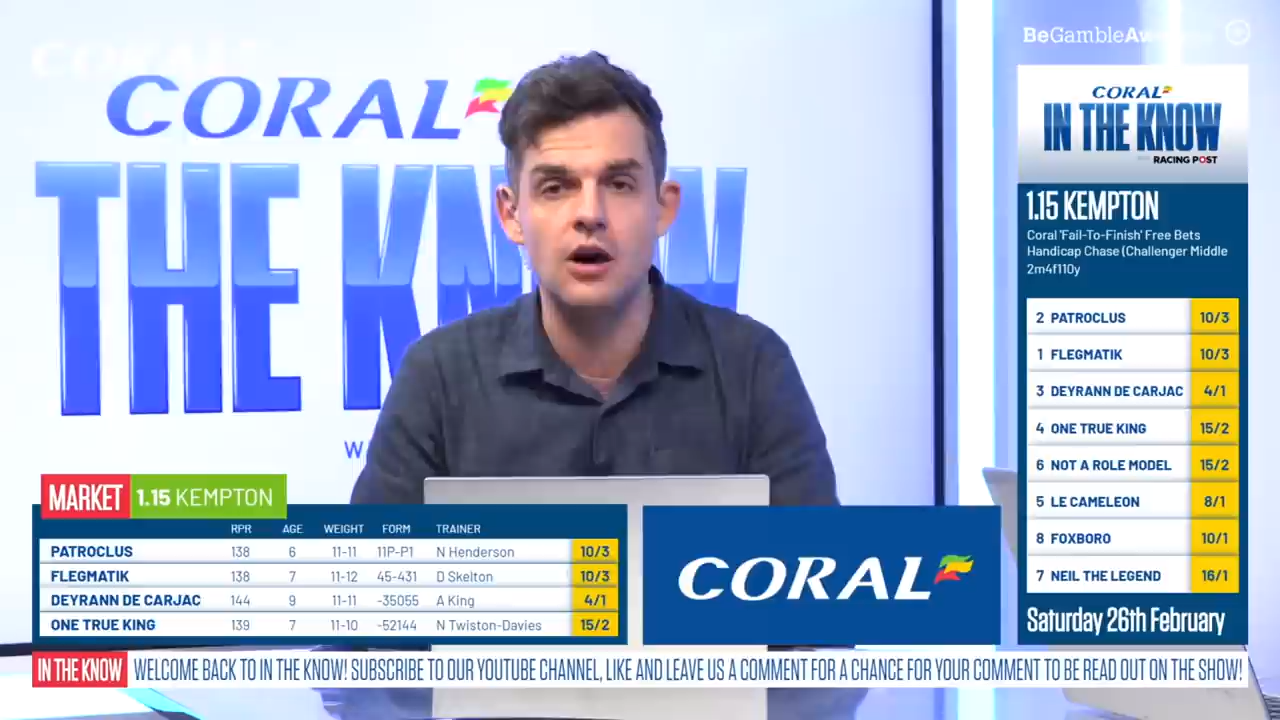 CORAL
BeGambleAw
CORAL
THE KNOW
W
CORAL
IN THE KNOW
RACING POST
1.15 KEMPTON
Coral 'Fail-To-Finish' Free Bets
Handicap Chase (Challenger Middle
2m4f110y
2 PATROCLUS 10/3
1 FLEGMATIK 10/3
3 DEYRANN DE CARJAC 4/1
4 ONE TRUE KING 15/2
6 NOT A ROLE MODEL 15/2
5 LE CAMELEON 8/1
8 FOXBORO 10/1
7 NEIL THE LEGEND 16/1
Saturday 26th February
MARKET 1.15 KEMPTON
RPR AGE WEIGHT FORM TRAINER
PATROCLUS 138 6 11-11 11P-P1 N Henderson 10/3
FLEGMATIK 138 7 11-12 45-431 D Skelton 10/3
DEYRANN DE CARJAC 144 9 11-11 -35055 A King 4/1
ONE TRUE KING 139 7 11-10 -52144 N Twiston-Davies 15/2
CORAL
IN THE KNOW WELCOME BACK TO IN THE KNOW! SUBSCRIBE TO OUR YOUTUBE CHANNEL, LIKE AND LEAVE US A COMMENT FOR A CHANCE FOR YOUR COMMENT TO BE READ OUT ON THE SHOW!